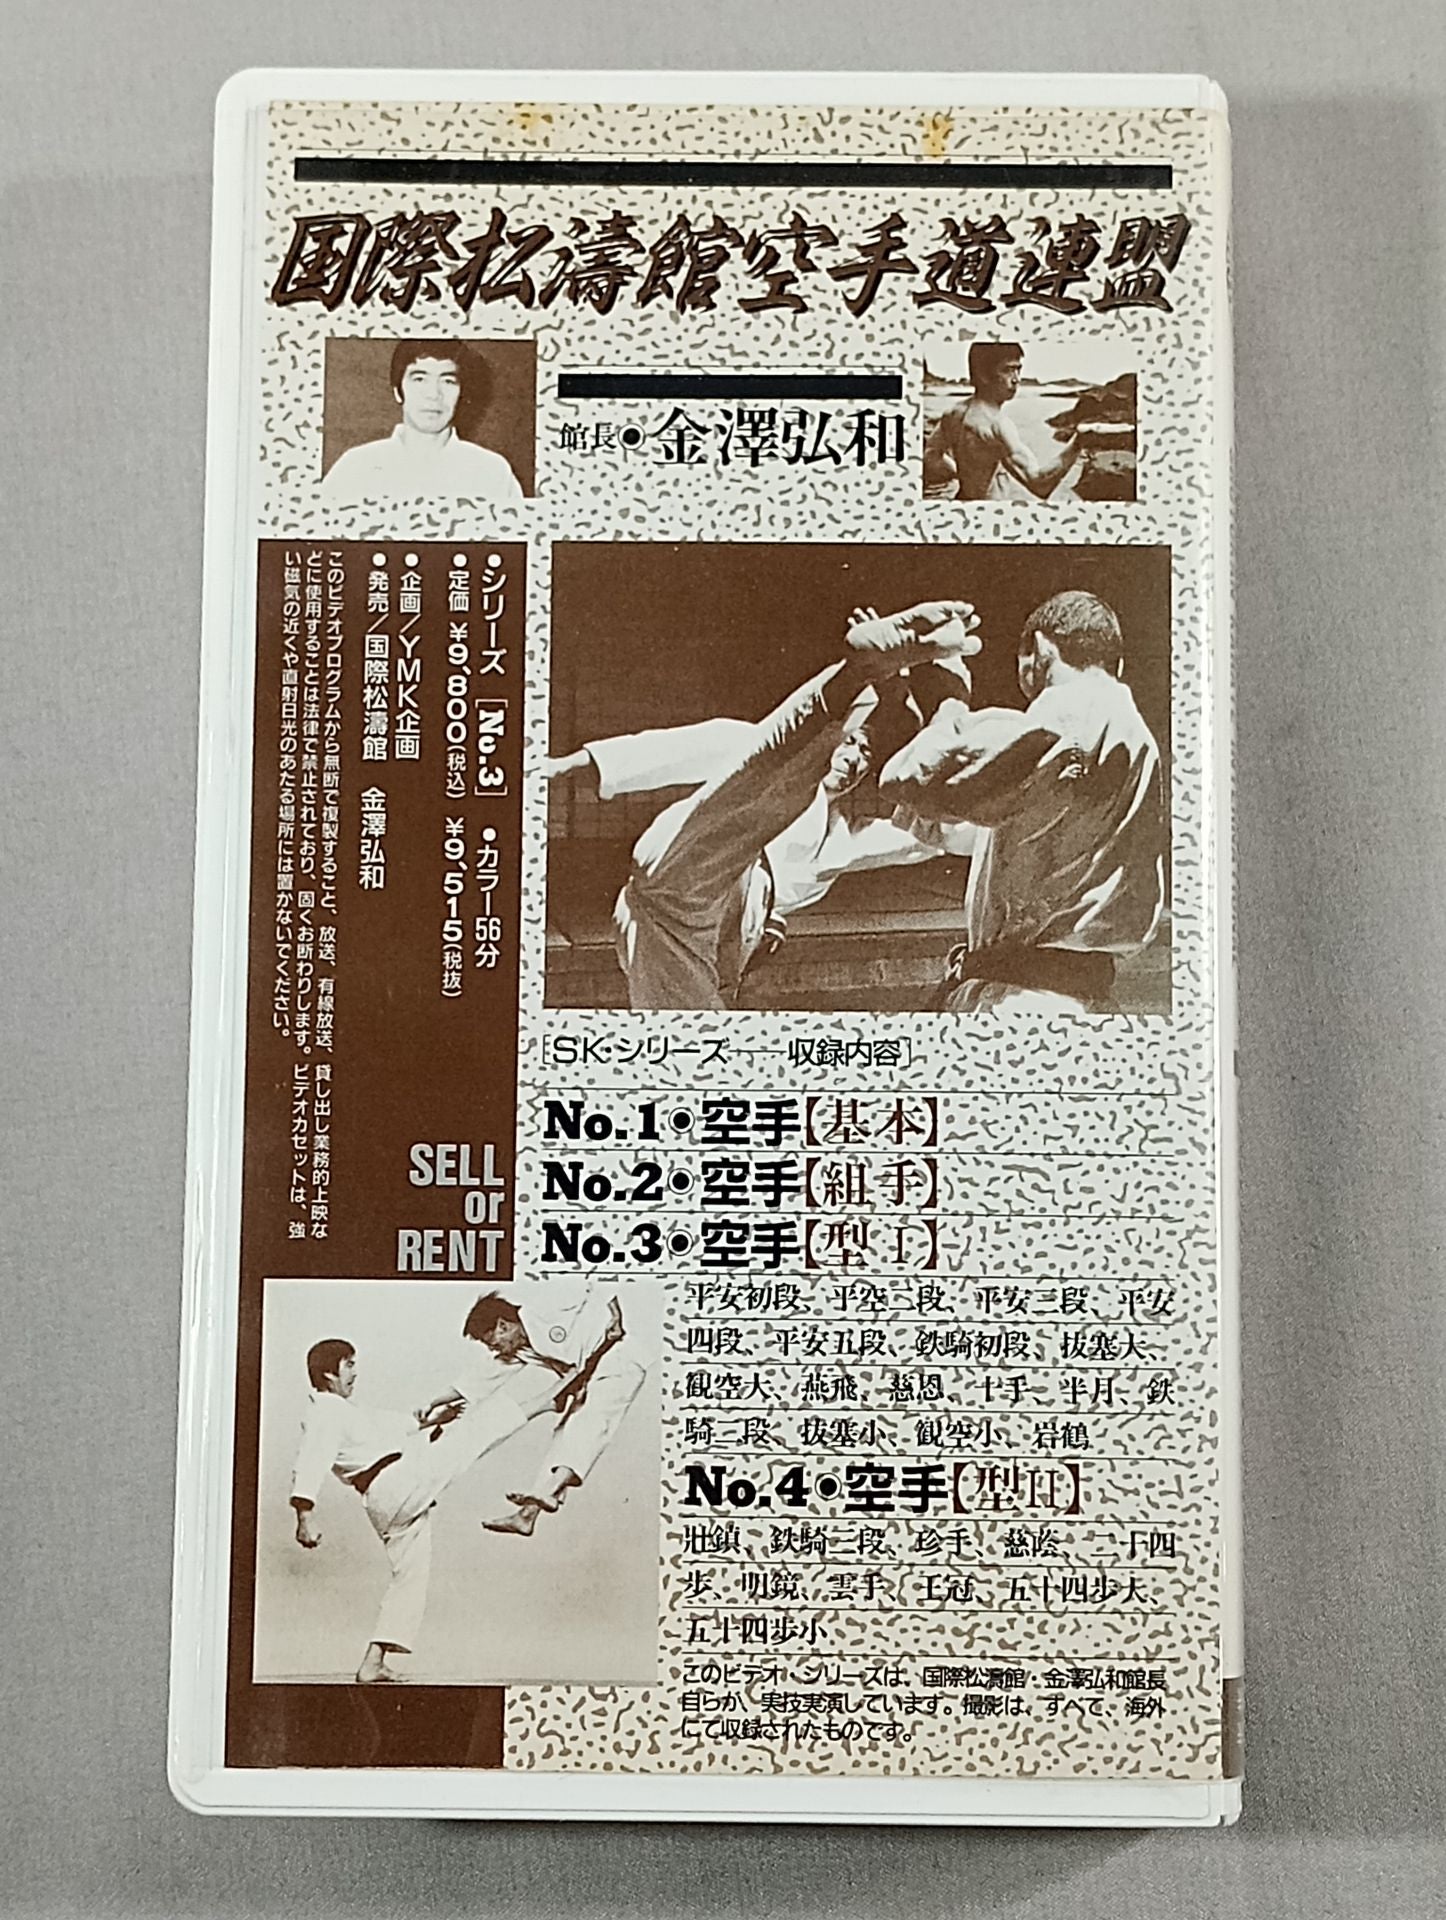 国際松濤館空手道連盟
館長◉金澤弘和
●シリーズ［No.3］ ●カラー56分
●定価 ¥9,800(税込) ¥9,515(税抜)
●企画／YMK企画
●発売／国際松濤館 金澤弘和
このビデオプログラムから無断で複製すること、放送、有線放送、貸し出し業務的上映な
どに使用することは法律で禁止されており、固くお断わりします。ビデオカセットは、強
い磁気の近くや直射日光のあたる場所には置かないでください。
SELL
or
RENT
［SK・シリーズ──収録内容］
No.1◉空手【基本】
No.2◉空手【組手】
No.3◉空手【型Ⅰ】
平安初段、平空二段、平安三段、平安
四段、平安五段、鉄騎初段、抜塞大、
観空大、燕飛、慈恩、十手、半月、鉄
騎二段、抜塞小、観空小、岩鶴
No.4◉空手【型II】
壯鎮、鉄騎三段、珍手、慈蔭、二十四
歩、明鏡、雲手、王冠、五十四歩大、
五十四歩小
このビデオ・シリーズは、国際松濤館・金澤弘和館長
自らが、実技実演しています。撮影は、すべて、海外
にて収録されたものです。